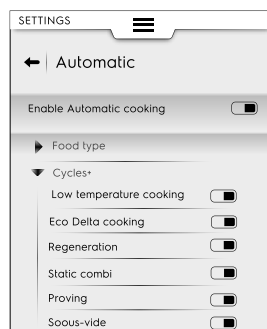 SETTINGS
Automatic
Enable Automatic cooking
Food type
Cycles+
Low temperature cooking
Eco Delta cooking
Regeneration
Static combi
Proving
Soous-vide